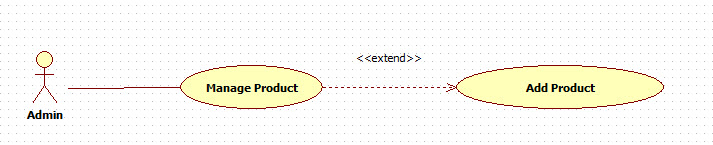 <<extend>>
Manage Product
Add Product
Admin